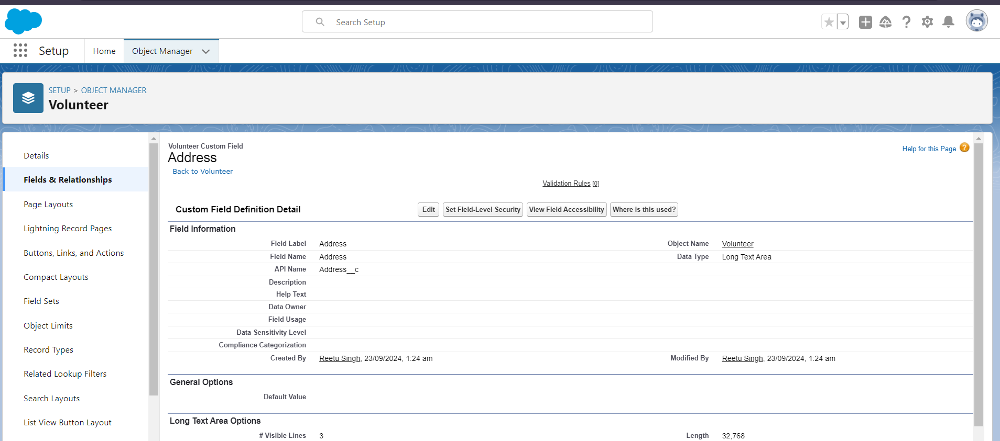 Search Setup
Setup
Home
Object Manager
SETUP > OBJECT MANAGER
Volunteer
Details
Fields & Relationships
Page Layouts
Lightning Record Pages
Buttons, Links, and Actions
Compact Layouts
Field Sets
Object Limits
Record Types
Related Lookup Filters
Search Layouts
List View Button Layout
Volunteer Custom Field
Address
Back to Volunteer
Help for this Page ?
Validation Rules [0]
Custom Field Definition Detail
Edit
Set Field-Level Security
View Field Accessibility
Where is this used?
Field Information
Field Label Address Object Name Volunteer
Field Name Address Data Type Long Text Area
API Name Address__c
Description
Help Text
Data Owner
Field Usage
Data Sensitivity Level
Compliance Categorization
Created By Reetu Singh, 23/09/2024, 1:24 am Modified By Reetu Singh, 23/09/2024, 1:24 am
General Options
Default Value
Long Text Area Options
# Visible Lines 3 Length 32,768